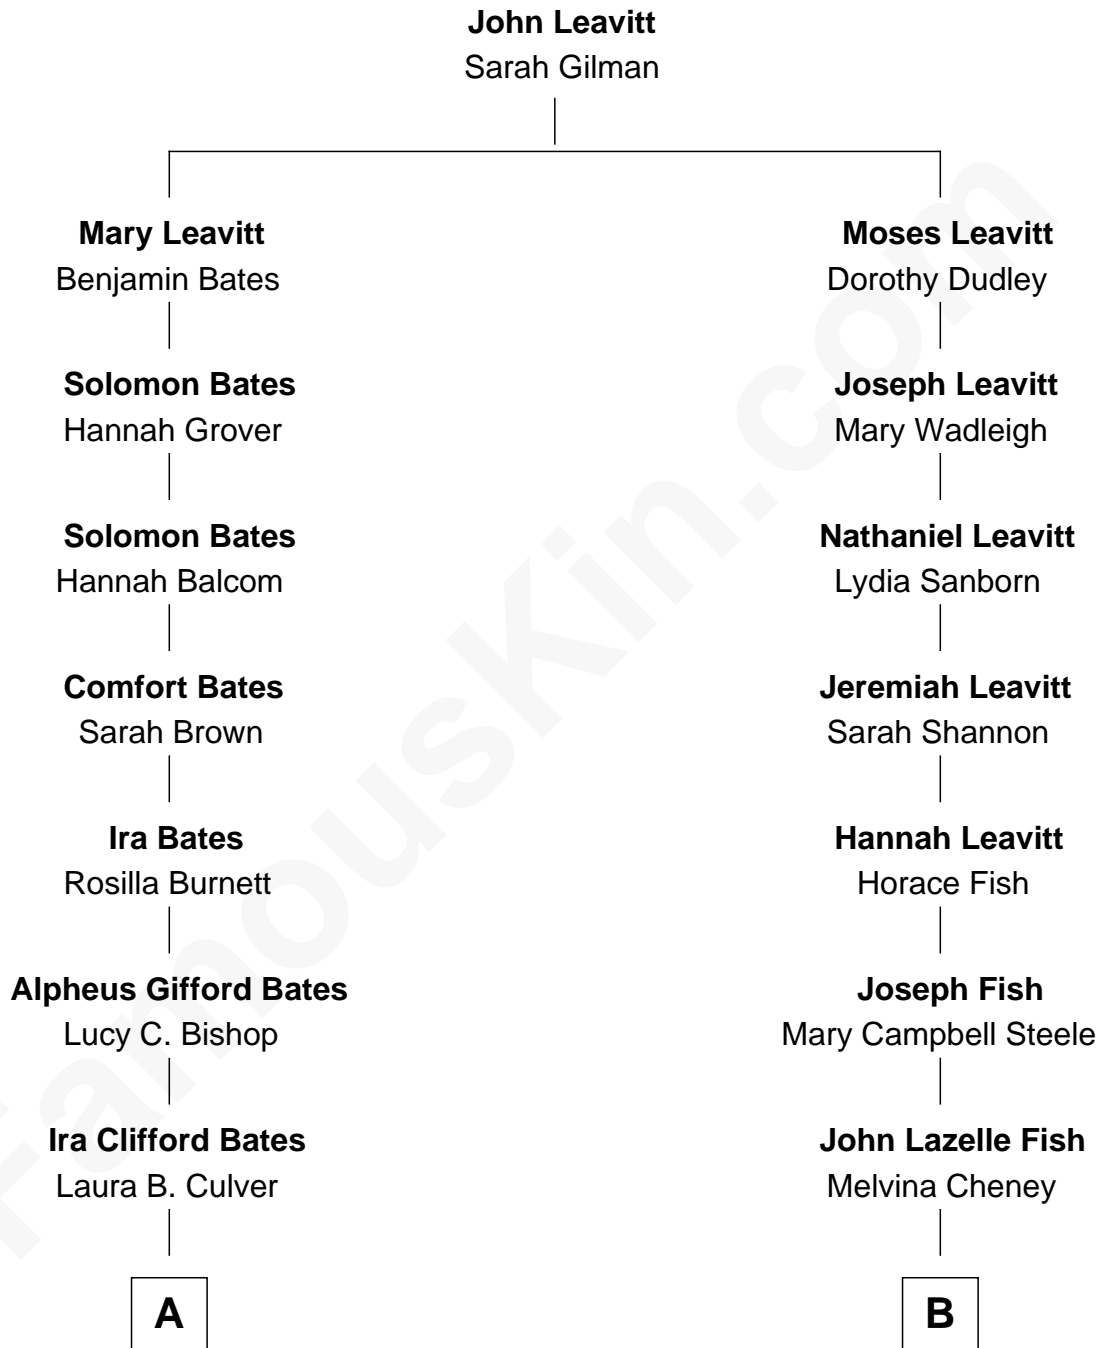 John Leavitt
Sarah Gilman
Mary Leavitt
Benjamin Bates
Solomon Bates
Hannah Grover
Solomon Bates
Hannah Balcom
Comfort Bates
Sarah Brown
Ira Bates
Rosilla Burnett
Alpheus Gifford Bates
Lucy C. Bishop
Ira Clifford Bates
Laura B. Culver
A
Moses Leavitt
Dorothy Dudley
Joseph Leavitt
Mary Wadleigh
Nathaniel Leavitt
Lydia Sanborn
Jeremiah Leavitt
Sarah Shannon
Hannah Leavitt
Horace Fish
Joseph Fish
Mary Campbell Steele
John Lazelle Fish
Melvina Cheney
B
FamousKin.com